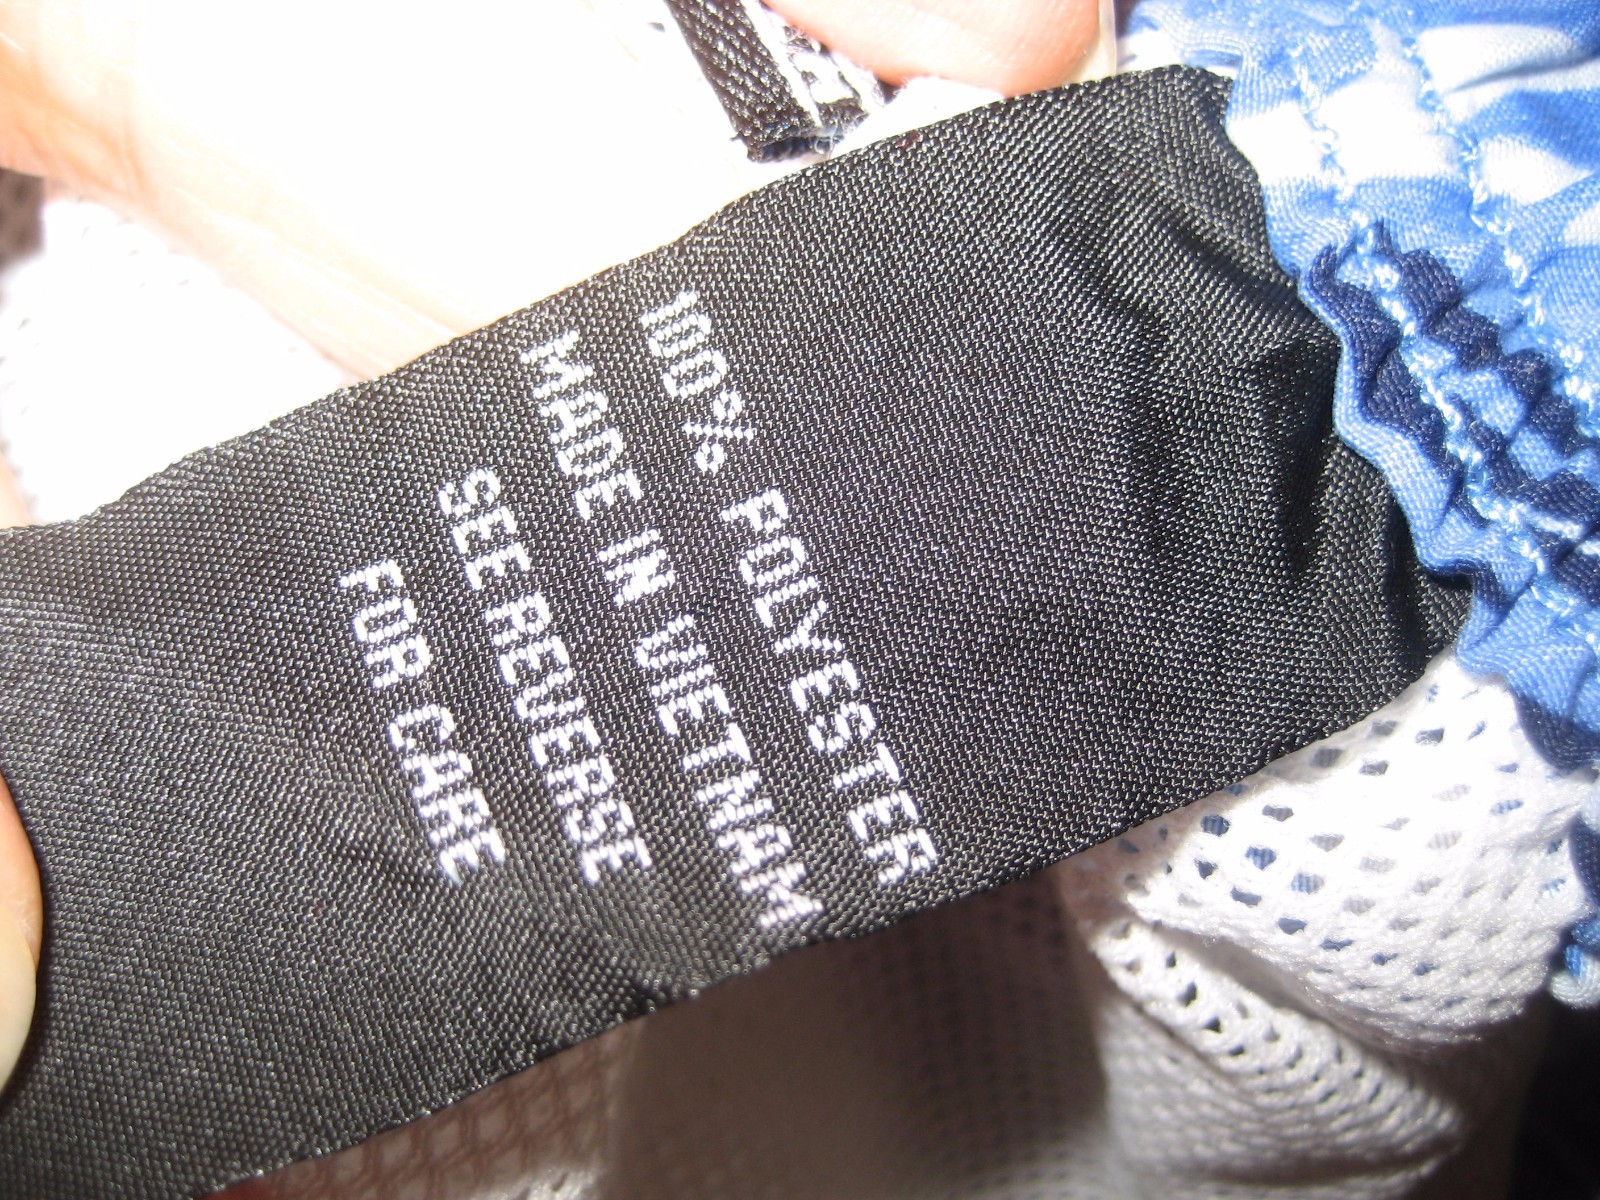 100% POLYESTER
MADE IN VIETNAM
SEE REVERSE
FOR CARE